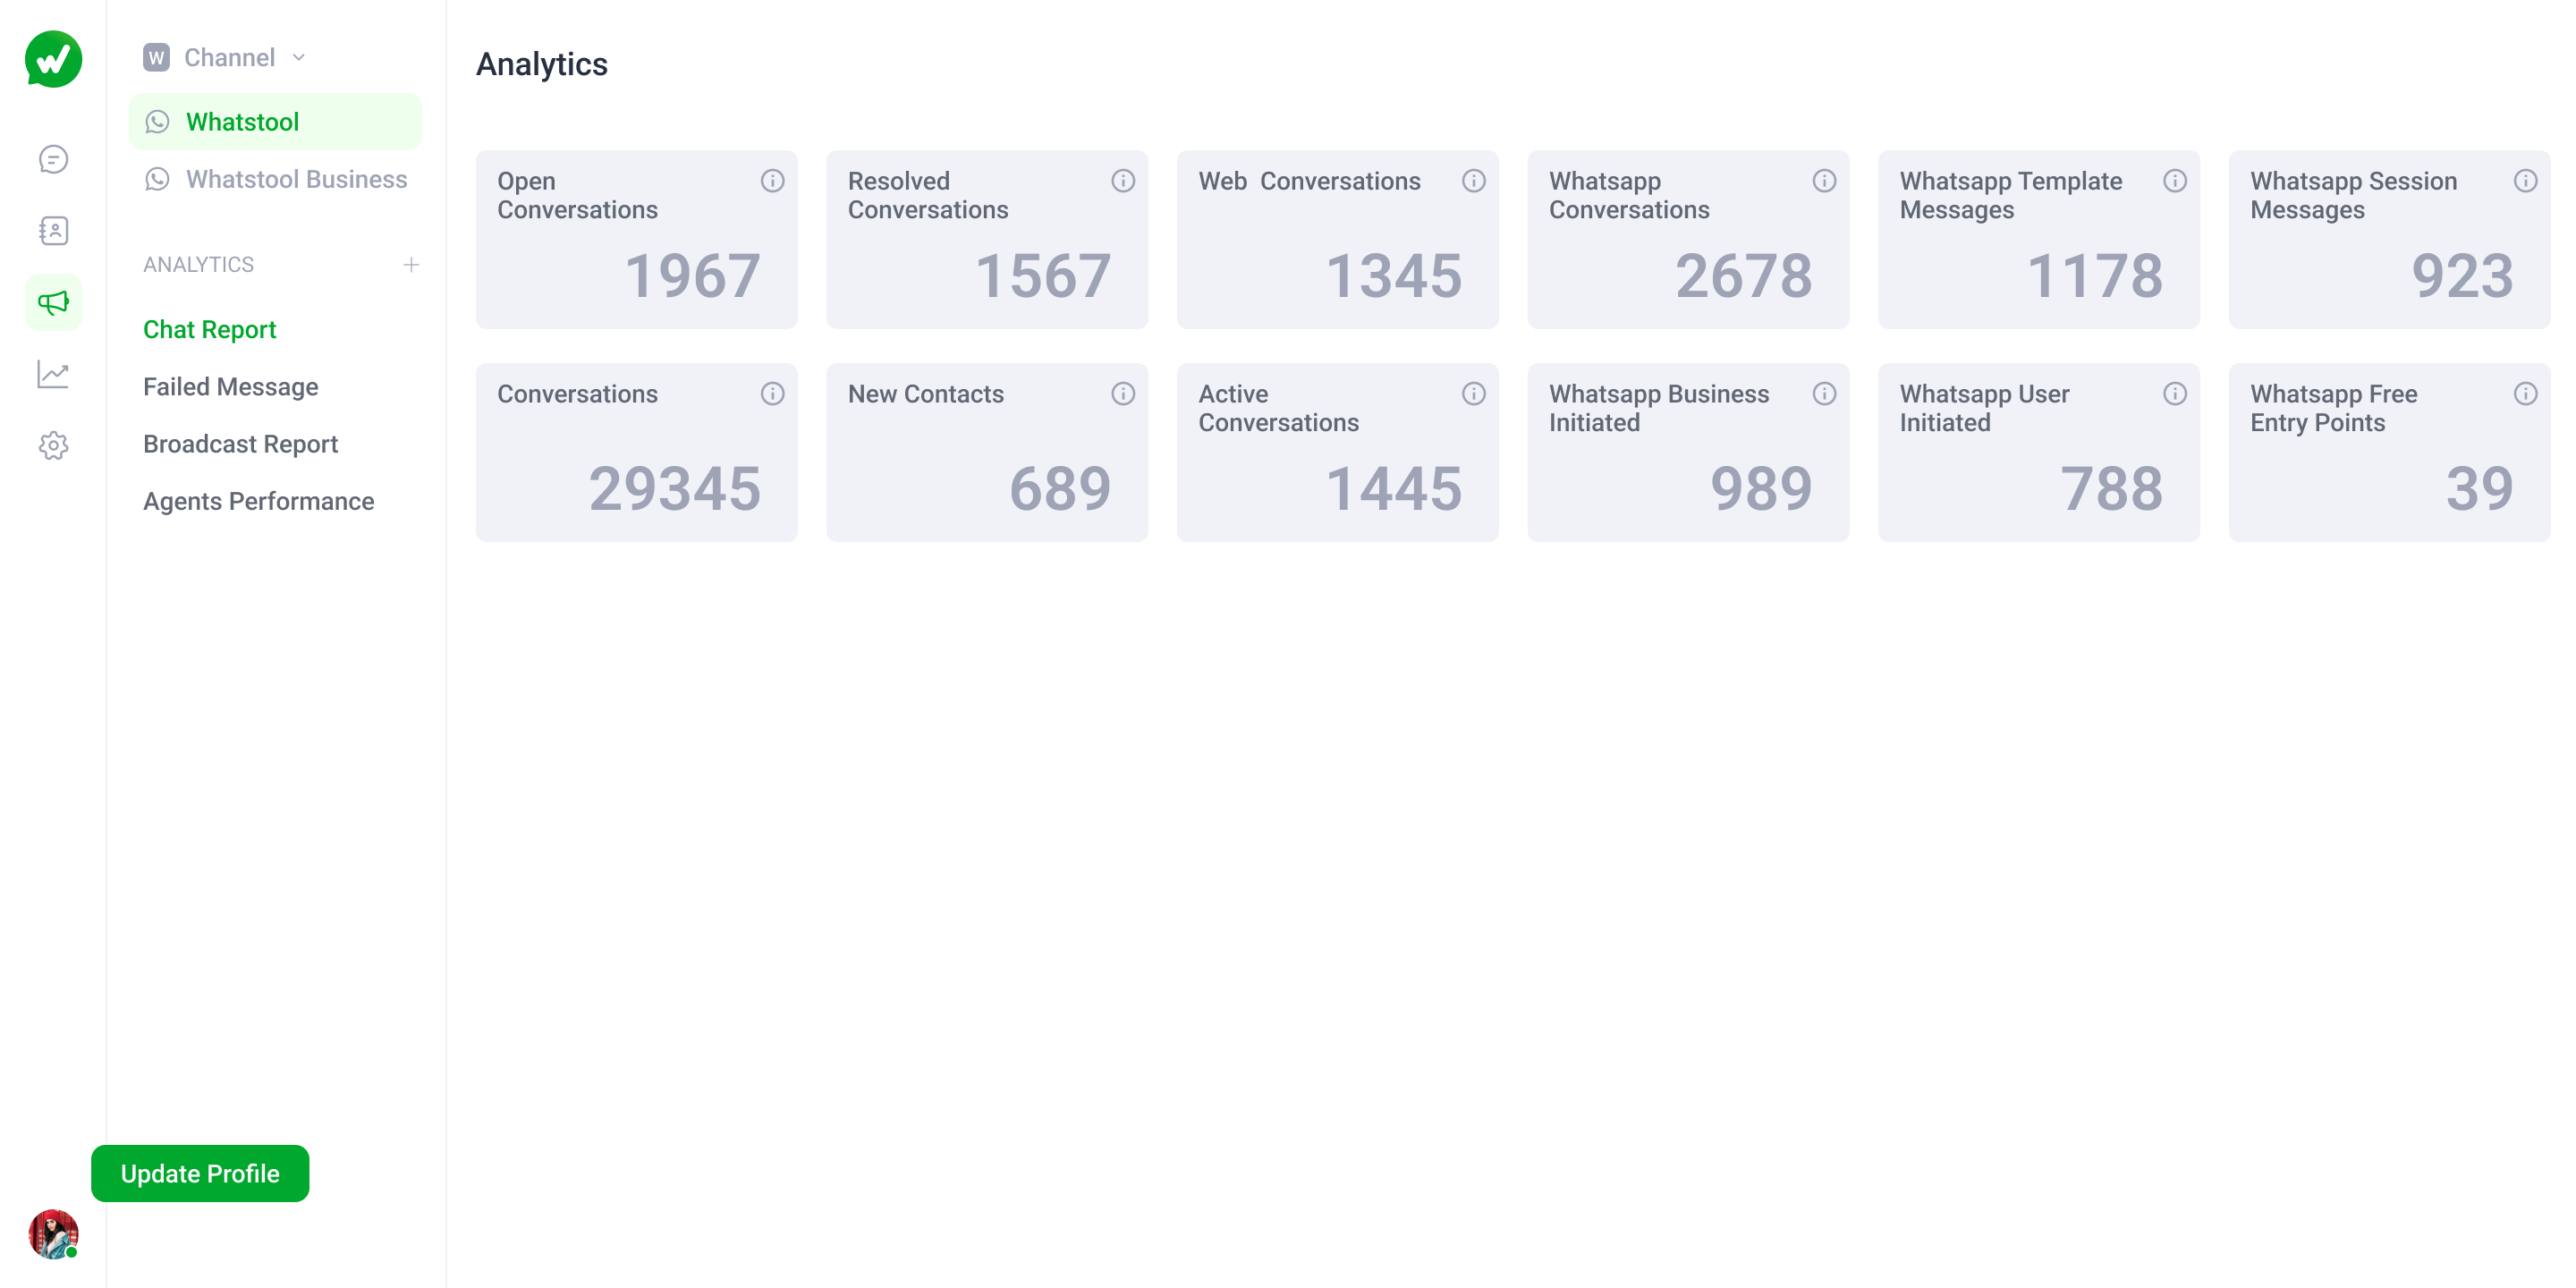 W Channel
Whatstool
Whatstool Business
ANALYTICS
Chat Report
Failed Message
Broadcast Report
Agents Performance
Update Profile
Analytics
Open
Conversations
1967
Resolved
Conversations
1567
Web  Conversations
1345
Whatsapp
Conversations
2678
Whatsapp Template
Messages
1178
Whatsapp Session
Messages
923
Conversations
29345
New Contacts
689
Active
Conversations
1445
Whatsapp Business
Initiated
989
Whatsapp User
Initiated
788
Whatsapp Free
Entry Points
39